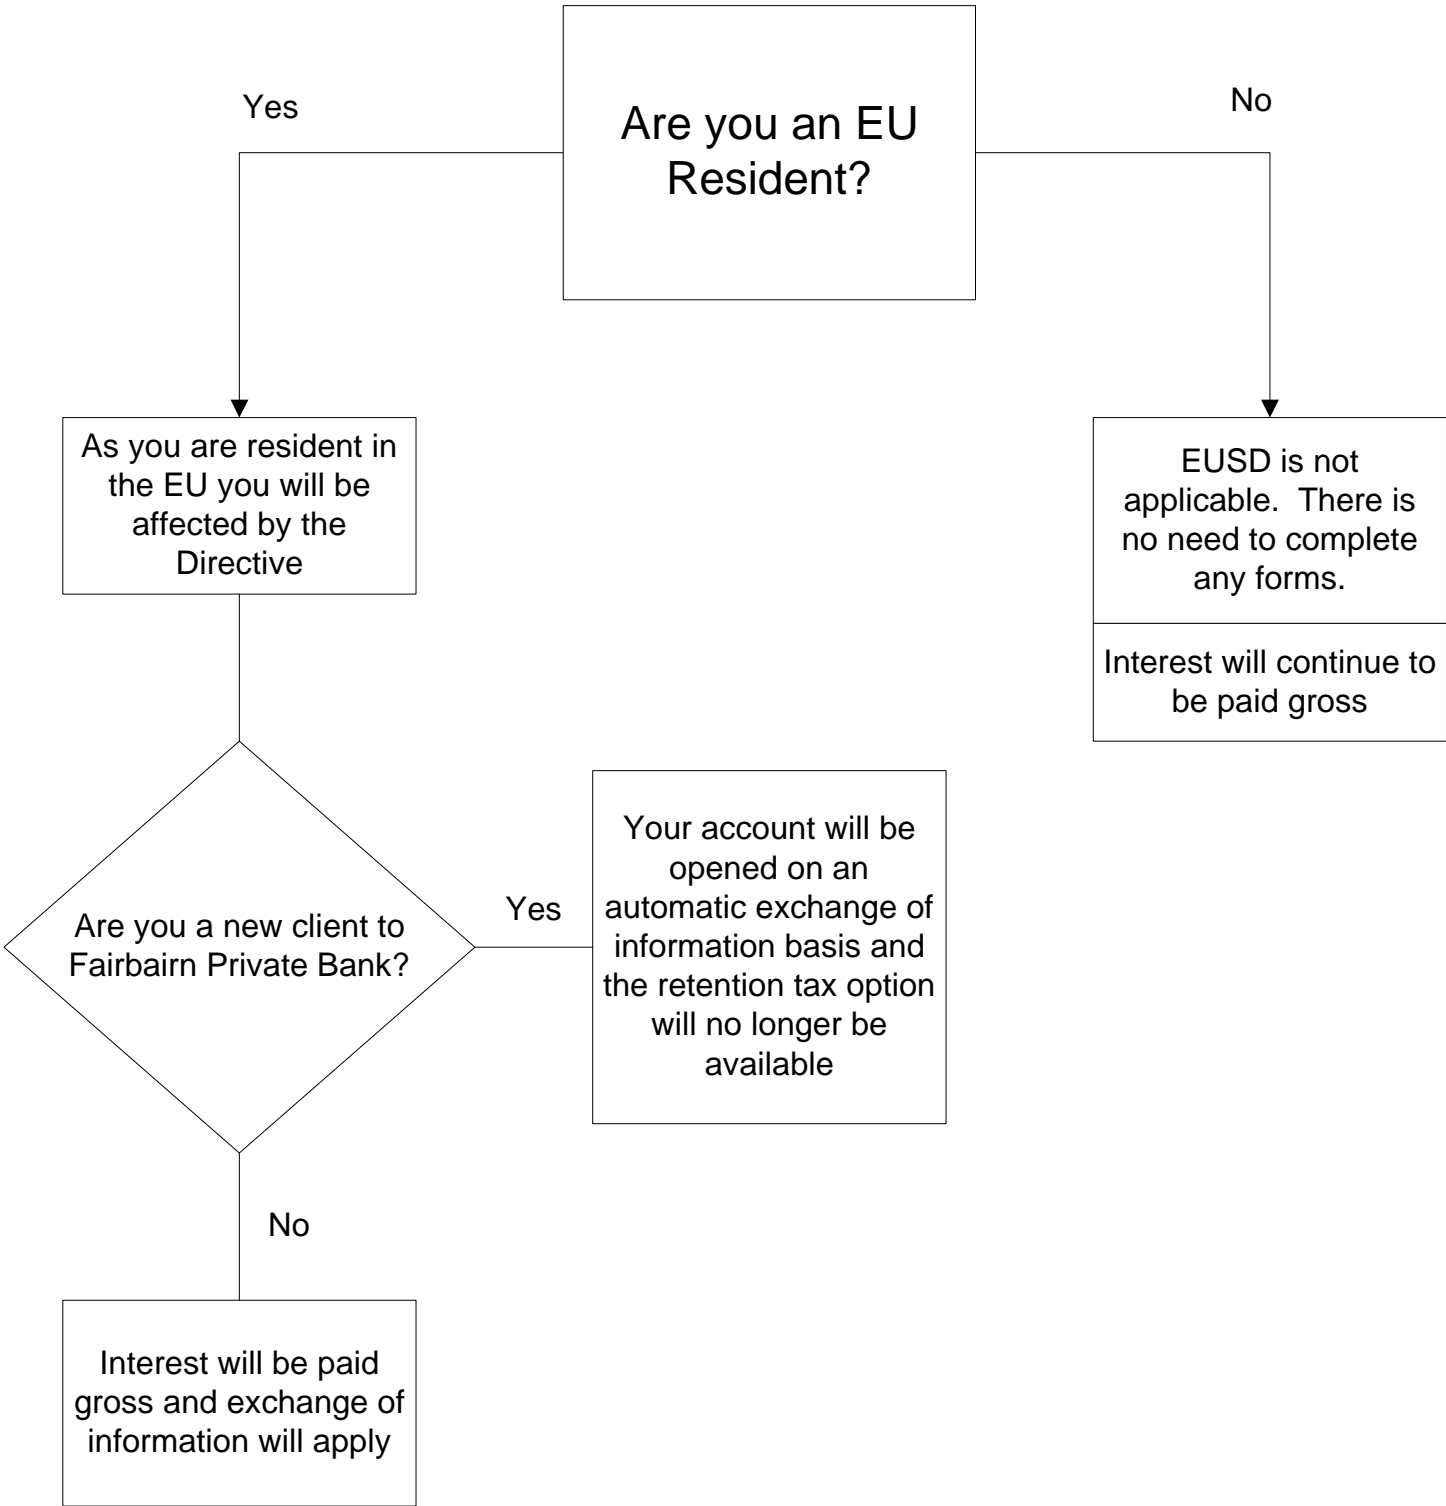 Are you an EU
Resident?
Yes
No
As you are resident in
the EU you will be
affected by the
Directive
EUSD is not
applicable.  There is
no need to complete
any forms.
Interest will continue to
be paid gross
Are you a new client to
Fairbairn Private Bank?
Yes
Your account will be
opened on an
automatic exchange of
information basis and
the retention tax option
will no longer be
available
No
Interest will be paid
gross and exchange of
information will apply